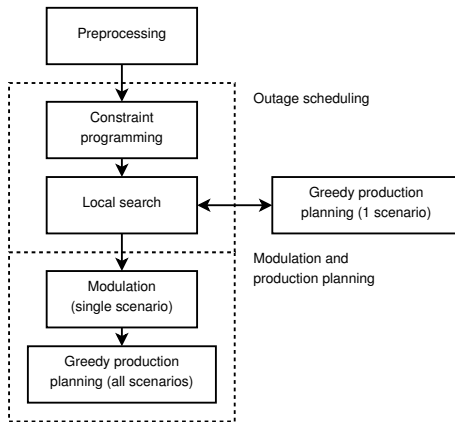 Preprocessing
Outage scheduling
Constraint
programming
Local search
Greedy production
planning (1 scenario)
Modulation and
production planning
Modulation
(single scenario)
Greedy production
planning (all scenarios)